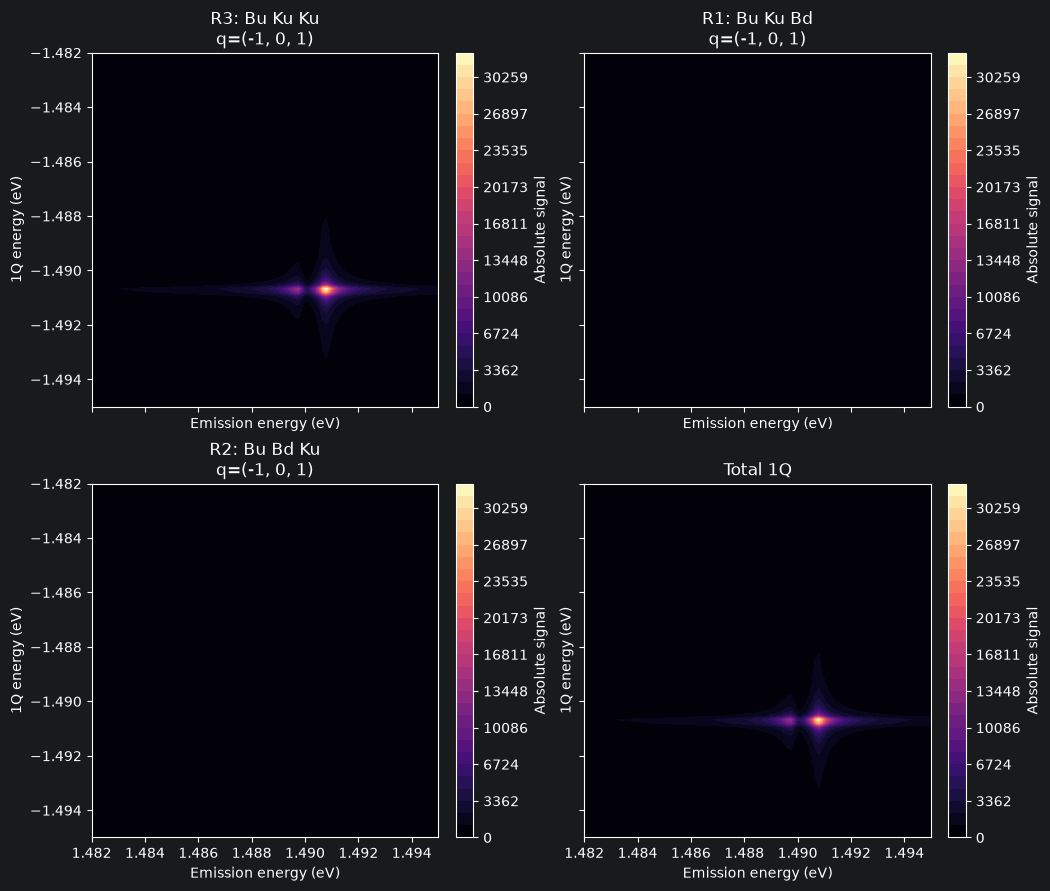 R3: Bu Ku Ku
q=(-1, 0, 1)
−1.482
−1.484
−1.486
−1.488
−1.490
−1.492
−1.494
1Q energy (eV)
Emission energy (eV)
30259
26897
23535
20173
16811
13448
10086
6724
3362
0
Absolute signal
R1: Bu Ku Bd
q=(-1, 0, 1)
1Q energy (eV)
Emission energy (eV)
30259
26897
23535
20173
16811
13448
10086
6724
3362
0
Absolute signal
R2: Bu Bd Ku
q=(-1, 0, 1)
−1.482
−1.484
−1.486
−1.488
−1.490
−1.492
−1.494
1Q energy (eV)
1.482 1.484 1.486 1.488 1.490 1.492 1.494
Emission energy (eV)
30259
26897
23535
20173
16811
13448
10086
6724
3362
0
Absolute signal
Total 1Q
1Q energy (eV)
1.482 1.484 1.486 1.488 1.490 1.492 1.494
Emission energy (eV)
30259
26897
23535
20173
16811
13448
10086
6724
3362
0
Absolute signal